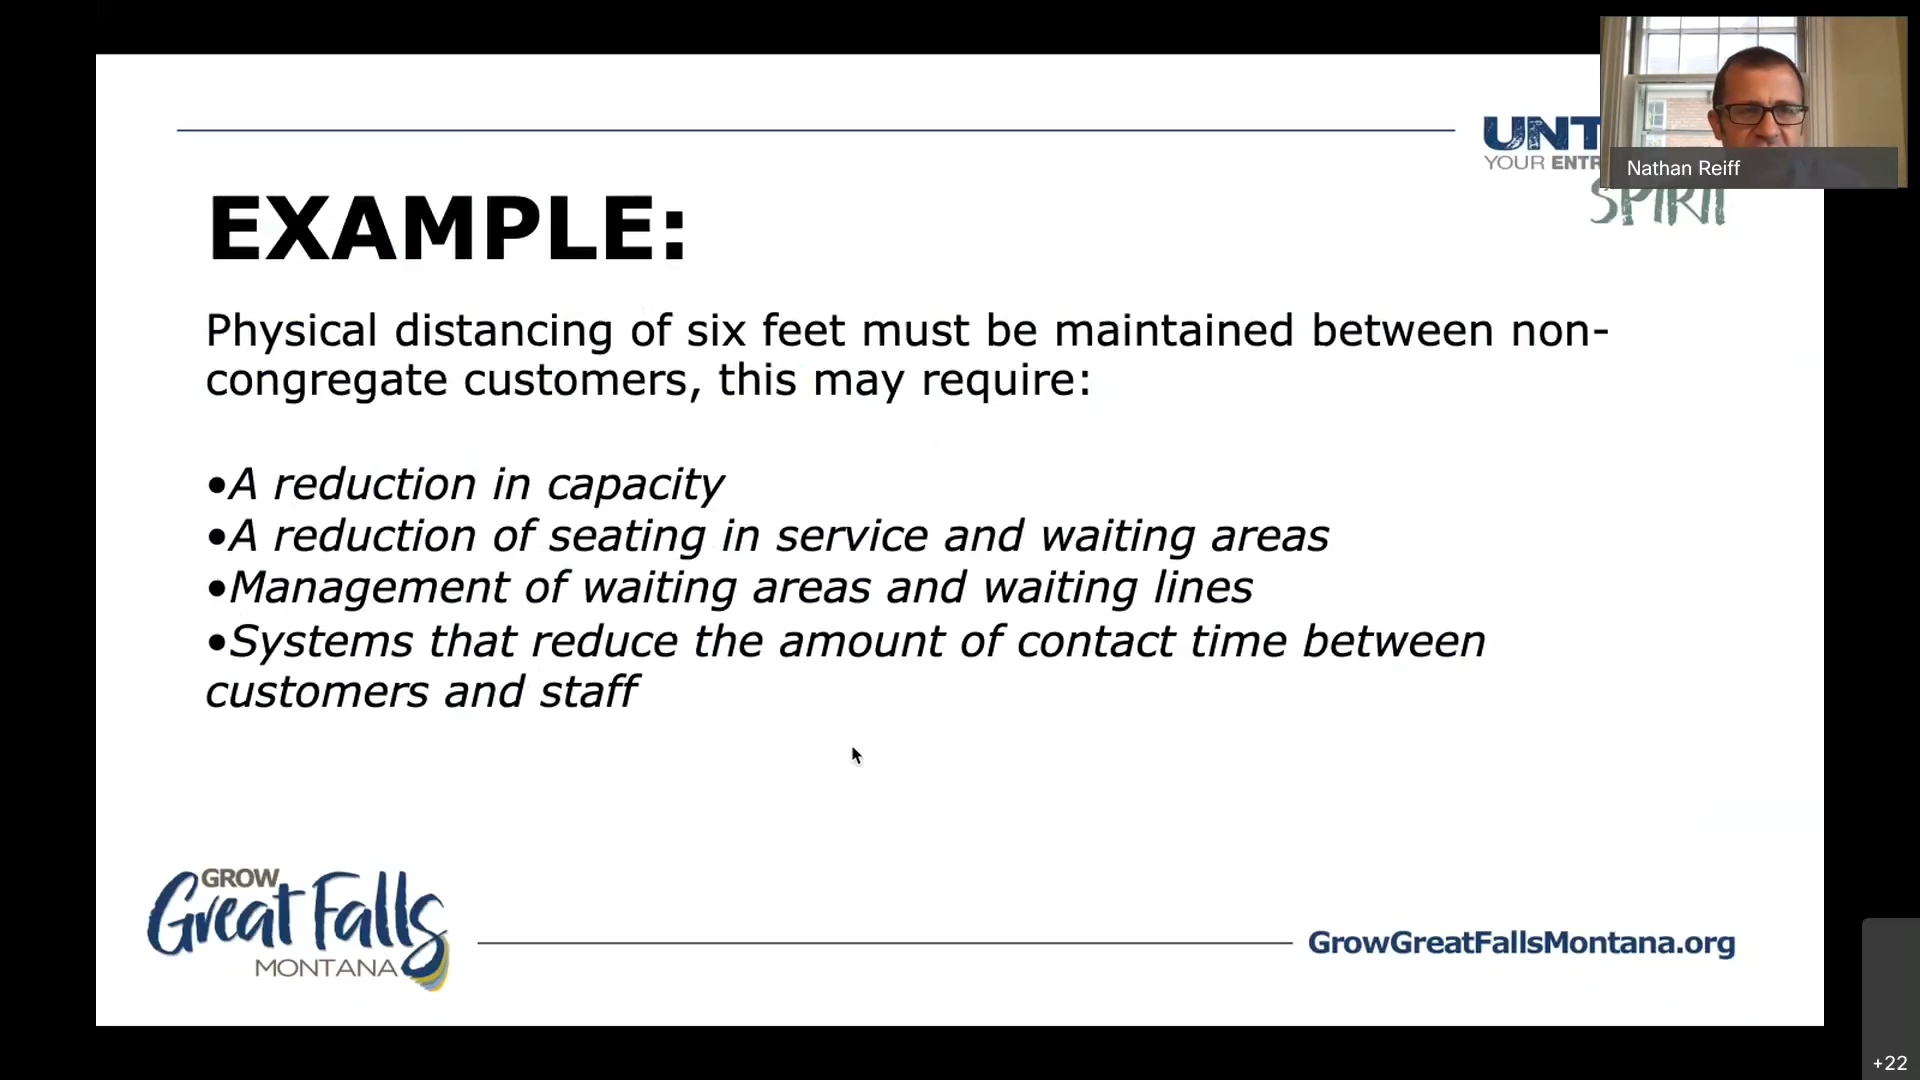 UNT
YOUR ENTR
SPIRIT
Nathan Reiff
EXAMPLE:
Physical distancing of six feet must be maintained between non-
congregate customers, this may require:
•A reduction in capacity
•A reduction of seating in service and waiting areas
•Management of waiting areas and waiting lines
•Systems that reduce the amount of contact time between
customers and staff
GROW
Great Falls
MONTANA
GrowGreatFallsMontana.org
+22